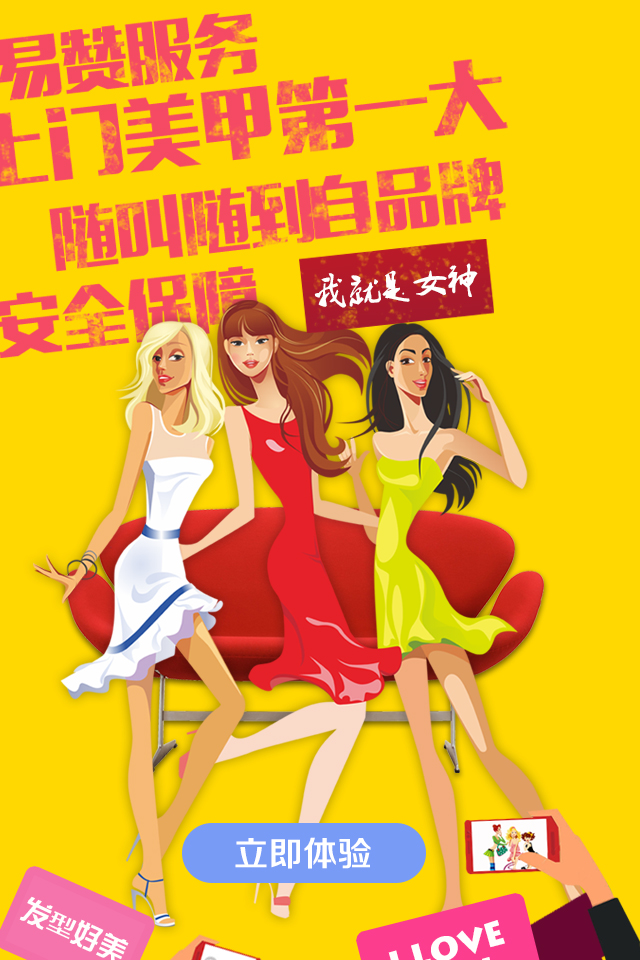 易赞服务
上门美甲第一大
随叫随到自品牌
安全保障
我就是女神
立即体验
发型好美
I LOVE